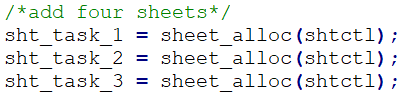 /*add four sheets*/
sht_task_1 = sheet_alloc(shtctl);
sht_task_2 = sheet_alloc(shtctl);
sht_task_3 = sheet_alloc(shtctl);